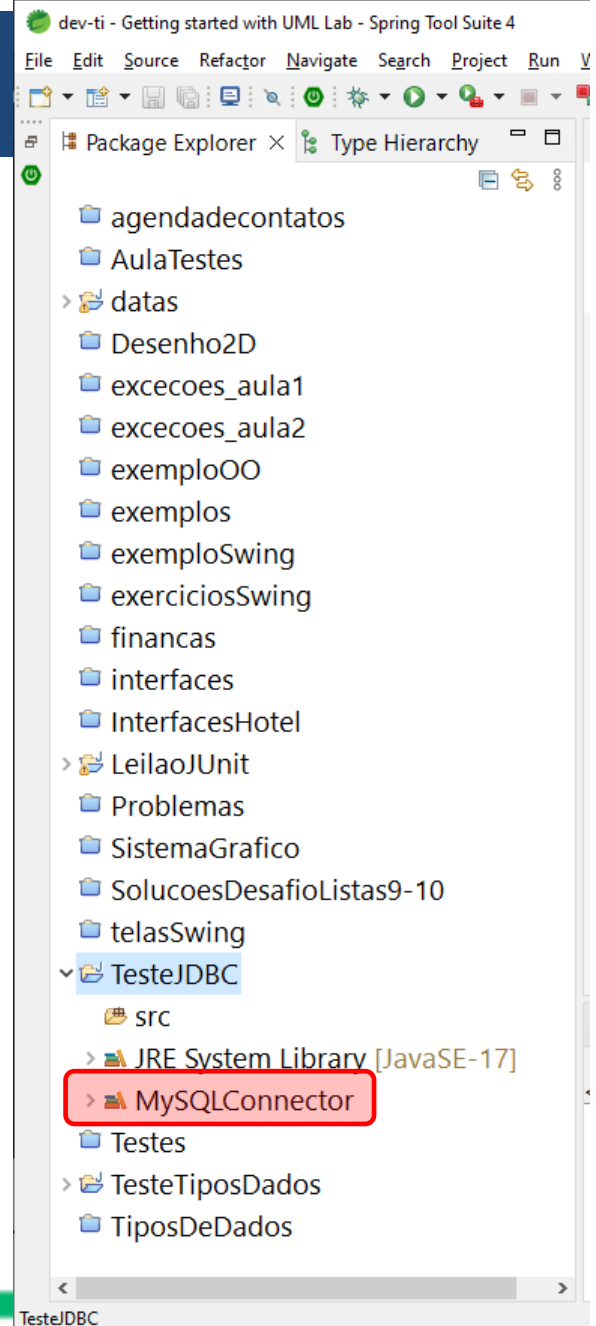 dev-ti - Getting started with UML Lab - Spring Tool Suite 4
File Edit Source Refactor Navigate Search Project Run
Package Explorer Type Hierarchy
agendadecontatos
AulaTestes
datas
Desenho2D
excecoes_aula1
excecoes_aula2
exemploOO
exemplos
exemploSwing
exerciciosSwing
financas
interfaces
InterfacesHotel
LeilaoJUnit
Problemas
SistemaGrafico
SolucoesDesafioListas9-10
telasSwing
TesteJDBC
src
JRE System Library [JavaSE-17]
MySQLConnector
Testes
TesteTiposDados
TiposDeDados
TesteJDBC